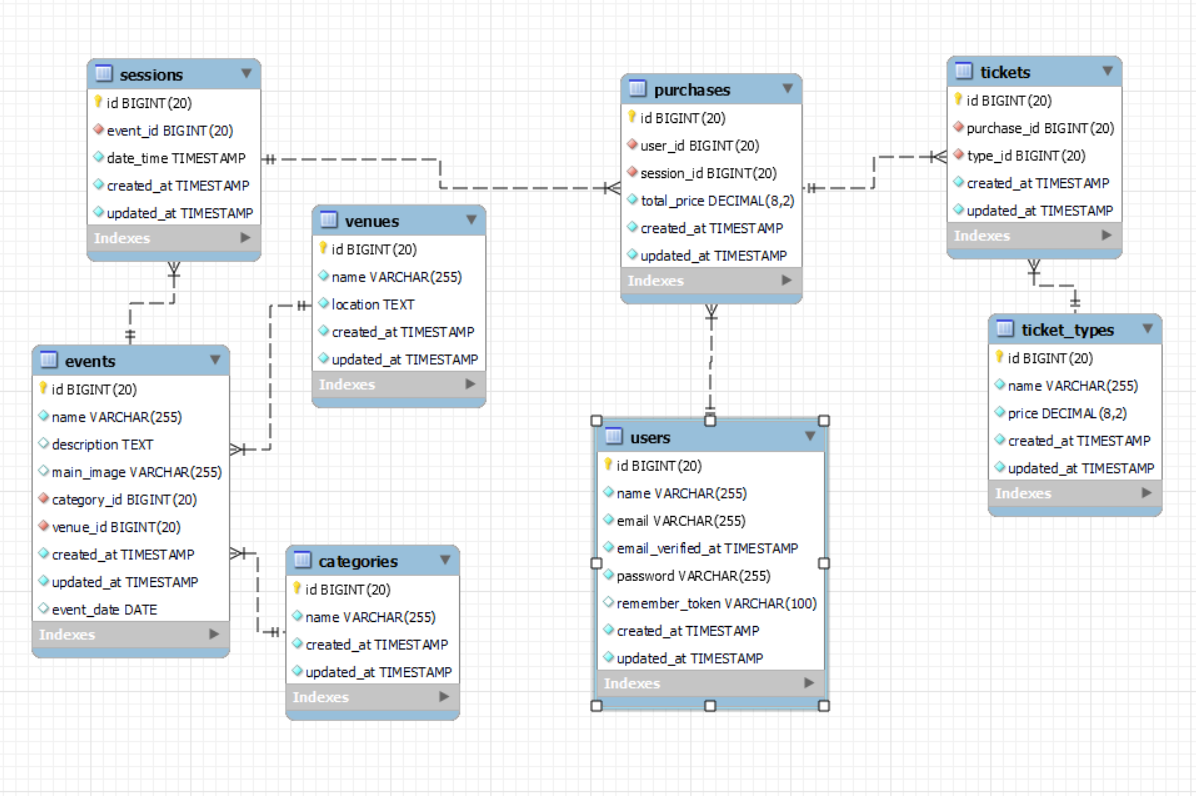 sessions
id BIGINT(20)
event_id BIGINT(20)
date_time TIMESTAMP
created_at TIMESTAMP
updated_at TIMESTAMP
Indexes
venues
id BIGINT(20)
name VARCHAR(255)
location TEXT
created_at TIMESTAMP
updated_at TIMESTAMP
Indexes
events
id BIGINT(20)
name VARCHAR(255)
description TEXT
main_image VARCHAR(255)
category_id BIGINT(20)
venue_id BIGINT(20)
created_at TIMESTAMP
updated_at TIMESTAMP
event_date DATE
Indexes
categories
id BIGINT(20)
name VARCHAR(255)
created_at TIMESTAMP
updated_at TIMESTAMP
Indexes
purchases
id BIGINT(20)
user_id BIGINT(20)
session_id BIGINT(20)
total_price DECIMAL(8,2)
created_at TIMESTAMP
updated_at TIMESTAMP
Indexes
users
id BIGINT(20)
name VARCHAR(255)
email VARCHAR(255)
email_verified_at TIMESTAMP
password VARCHAR(255)
remember_token VARCHAR(100)
created_at TIMESTAMP
updated_at TIMESTAMP
Indexes
tickets
id BIGINT(20)
purchase_id BIGINT(20)
type_id BIGINT(20)
created_at TIMESTAMP
updated_at TIMESTAMP
Indexes
ticket_types
id BIGINT(20)
name VARCHAR(255)
price DECIMAL(8,2)
created_at TIMESTAMP
updated_at TIMESTAMP
Indexes